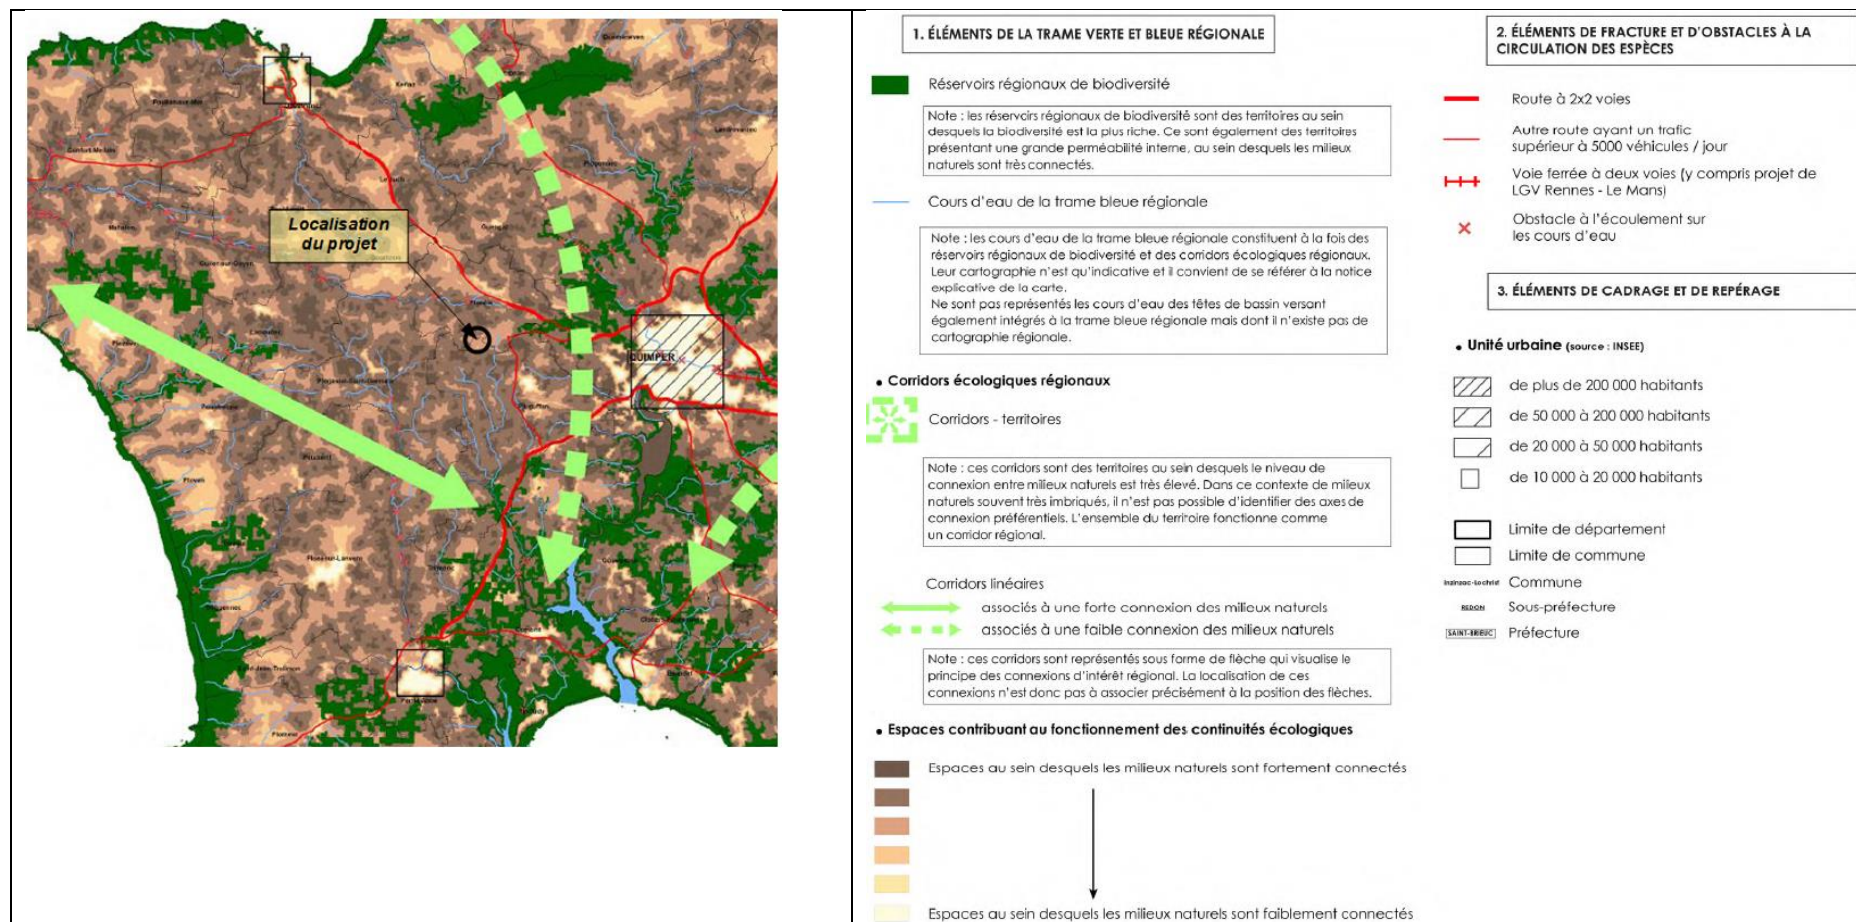 Localisation
du projet
QUIMPER
Plonéis
Le Juch
1. ÉLÉMENTS DE LA TRAME VERTE ET BLEUE RÉGIONALE
Réservoirs régionaux de biodiversité
Note : les réservoirs régionaux de biodiversité sont des territoires au sein
desquels la biodiversité est la plus riche. Ce sont également des territoires
présentant une grande perméabilité interne, au sein desquels les milieux
naturels sont très connectés.
Cours d'eau de la trame bleue régionale
Note : les cours d'eau de la trame bleue régionale constituent à la fois des
réservoirs régionaux de biodiversité et des corridors écologiques régionaux.
Leur cartographie n'est qu'indicative et il convient de se référer à la notice
explicative de la carte.
Ne sont pas représentés les cours d'eau des têtes de bassin versant
également intégrés à la trame bleue régionale mais dont il n'existe pas de
cartographie régionale.
• Corridors écologiques régionaux
Corridors - territoires
Note : ces corridors sont des territoires au sein desquels le niveau de
connexion entre milieux naturels est très élevé. Dans ce contexte de milieux
naturels souvent très imbriqués, il n'est pas possible d'identifier des axes de
connexion préférentiels. L'ensemble du territoire fonctionne comme
un corridor régional.
Corridors linéaires
associés à une forte connexion des milieux naturels
associés à une faible connexion des milieux naturels
Note : ces corridors sont représentés sous forme de flèche qui visualise le
principe des connexions d'intérêt régional. La localisation de ces
connexions n'est donc pas à associer précisément à la position des flèches.
• Espaces contribuant au fonctionnement des continuités écologiques
Espaces au sein desquels les milieux naturels sont fortement connectés
Espaces au sein desquels les milieux naturels sont faiblement connectés
2. ÉLÉMENTS DE FRACTURE ET D'OBSTACLES À LA
CIRCULATION DES ESPÈCES
Route à 2x2 voies
Autre route ayant un trafic
supérieur à 5000 véhicules / jour
Voie ferrée à deux voies (y compris projet de
LGV Rennes - Le Mans)
Obstacle à l'écoulement sur
les cours d'eau
3. ÉLÉMENTS DE CADRAGE ET DE REPÉRAGE
• Unité urbaine (source : INSEE)
de plus de 200 000 habitants
de 50 000 à 200 000 habitants
de 20 000 à 50 000 habitants
de 10 000 à 20 000 habitants
Limite de département
Limite de commune
Inzinzac-Lochrist Commune
REDON Sous-préfecture
SAINT-BRIEUC Préfecture